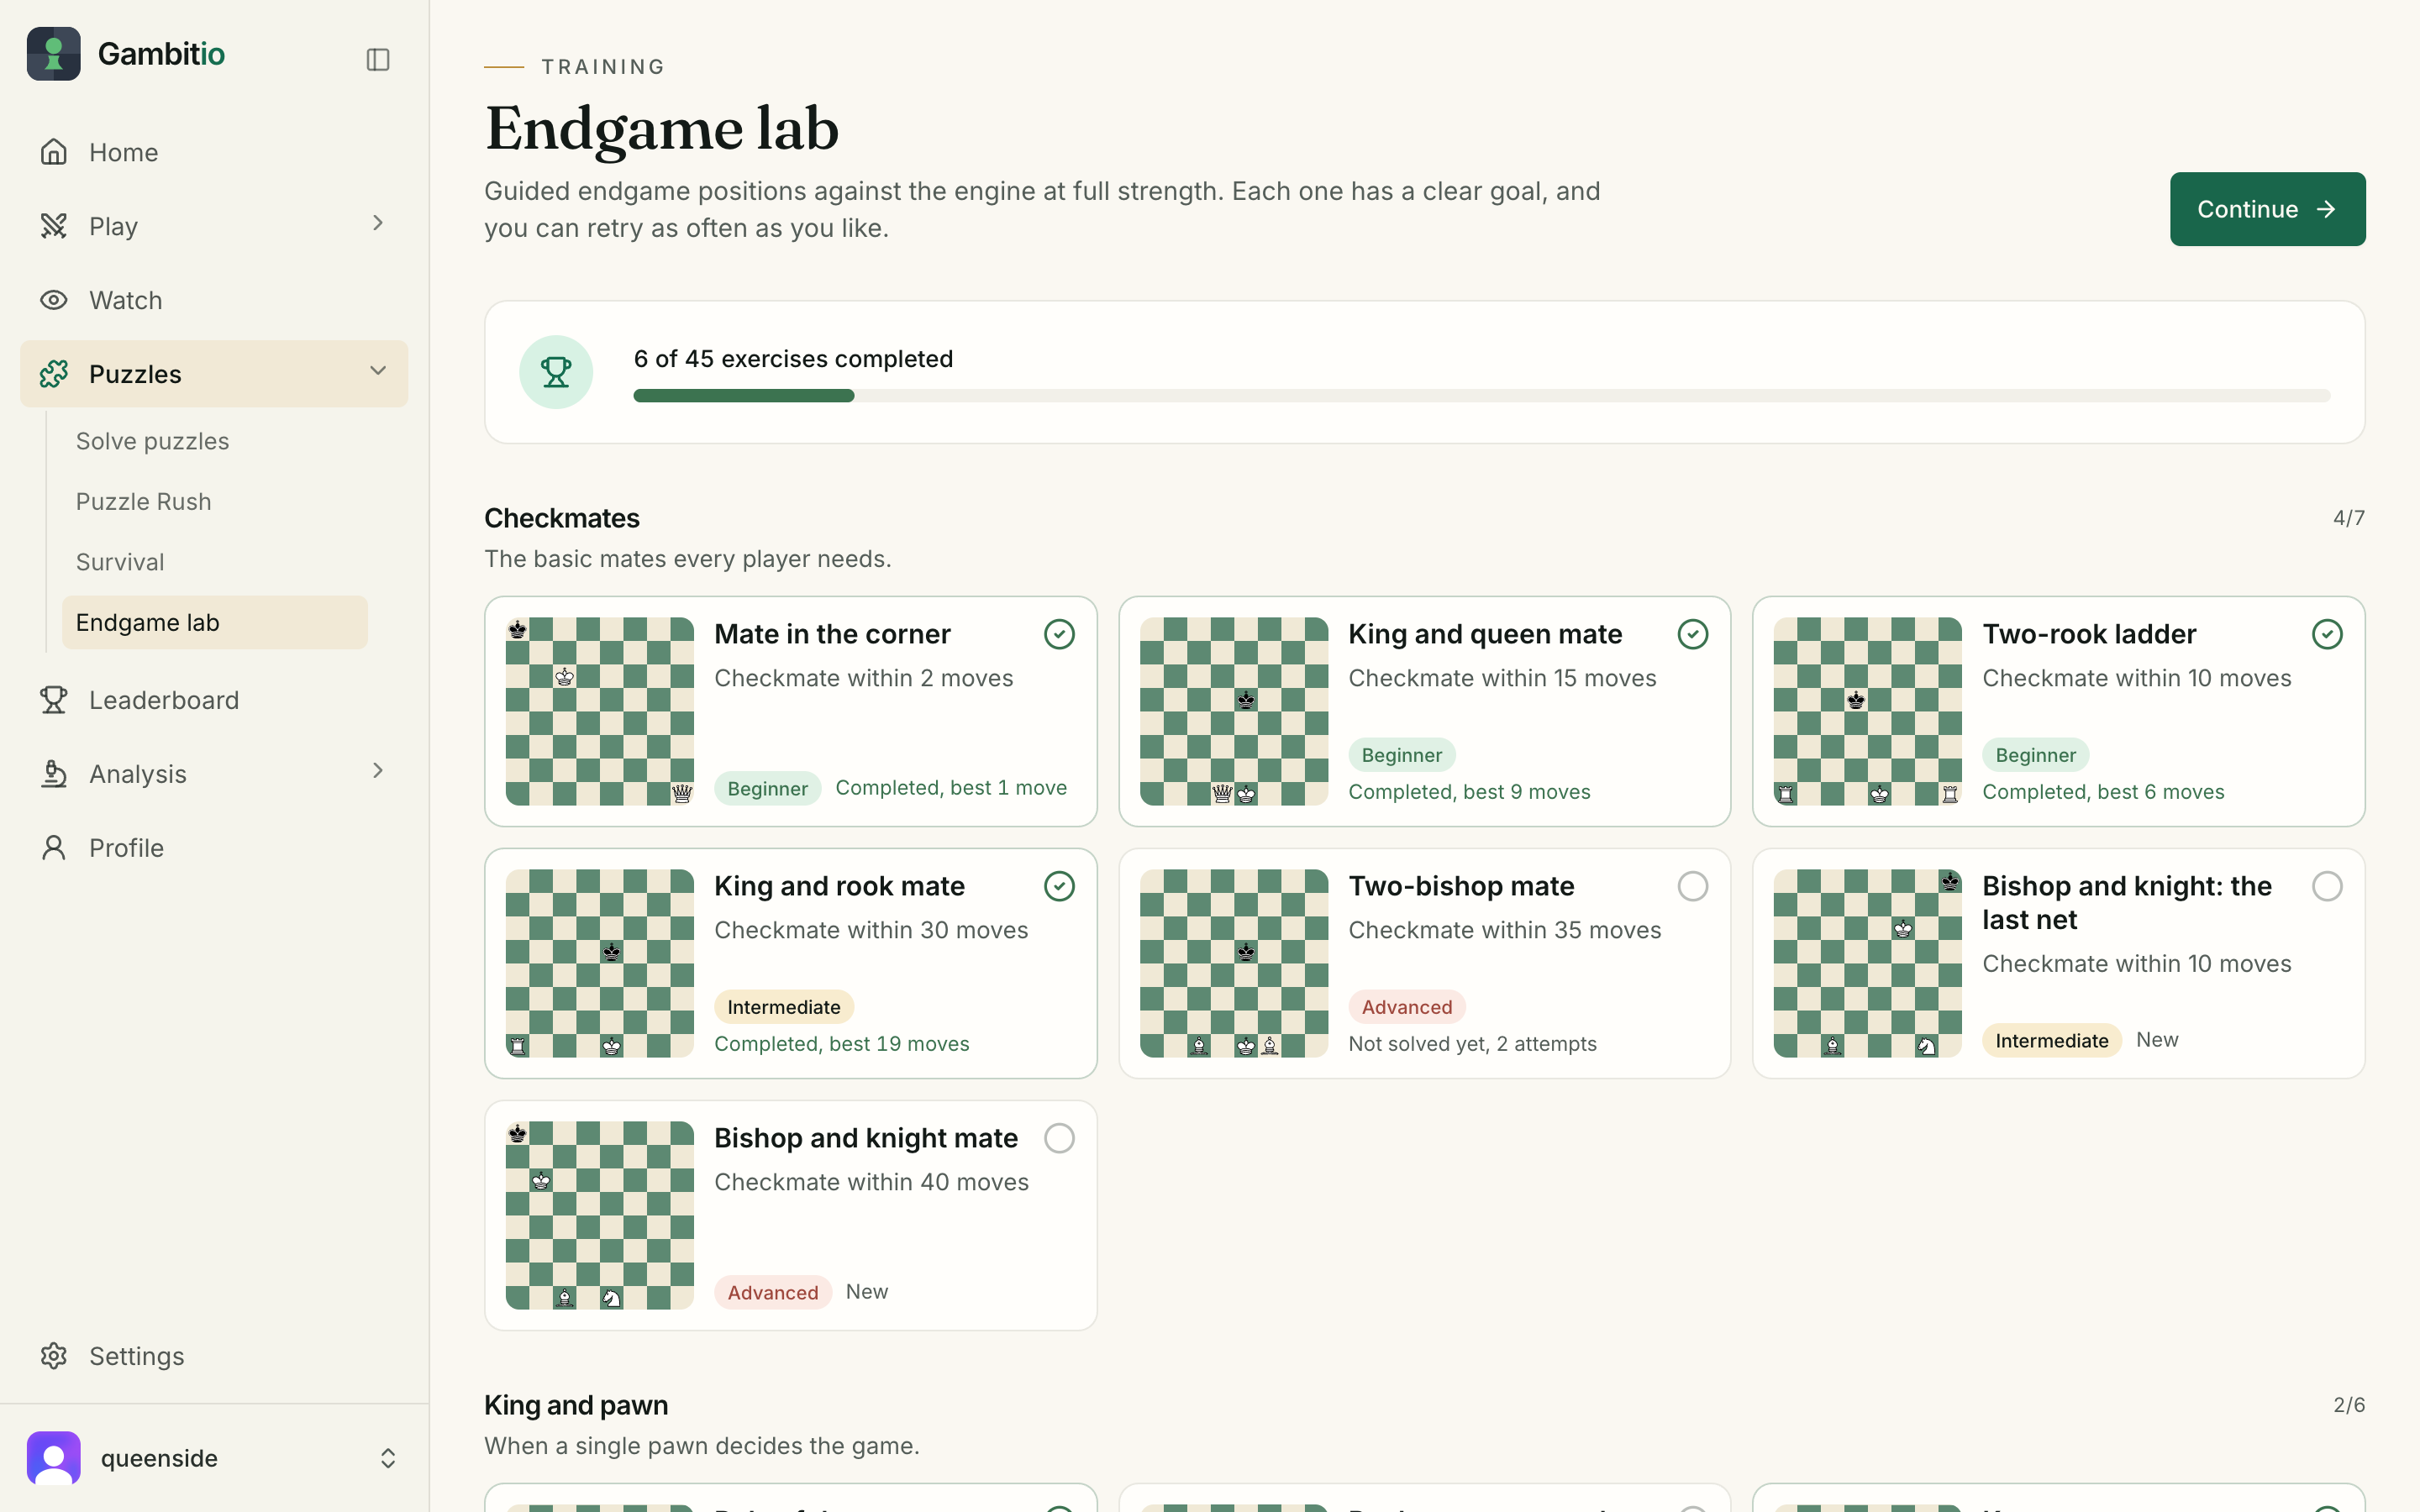 Gambitio
Home
Play
Watch
Puzzles
Solve puzzles
Puzzle Rush
Survival
Endgame lab
Leaderboard
Analysis
Profile
Settings
queenside
TRAINING
Endgame lab
Guided endgame positions against the engine at full strength. Each one has a clear goal, and
you can retry as often as you like.
Continue
6 of 45 exercises completed
Checkmates
4/7
The basic mates every player needs.
Mate in the corner
Checkmate within 2 moves
Beginner
Completed, best 1 move
King and queen mate
Checkmate within 15 moves
Beginner
Completed, best 9 moves
Two-rook ladder
Checkmate within 10 moves
Beginner
Completed, best 6 moves
King and rook mate
Checkmate within 30 moves
Intermediate
Completed, best 19 moves
Two-bishop mate
Checkmate within 35 moves
Advanced
Not solved yet, 2 attempts
Bishop and knight: the
last net
Checkmate within 10 moves
Intermediate
New
Bishop and knight mate
Checkmate within 40 moves
Advanced
New
King and pawn
2/6
When a single pawn decides the game.